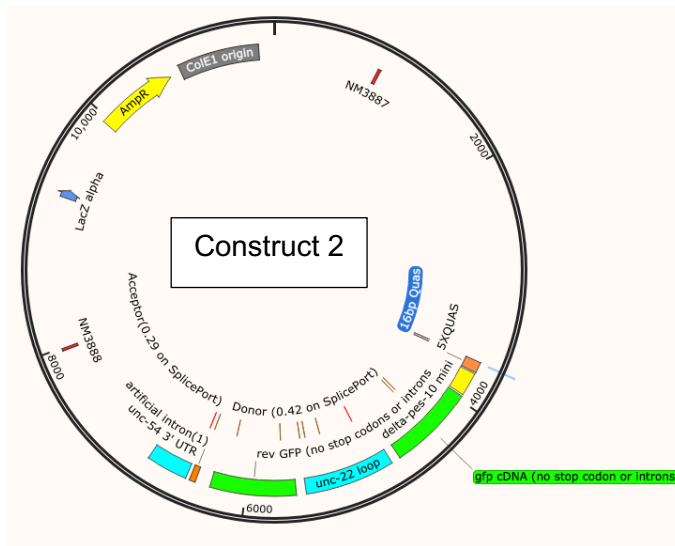 ColE1 origin
AmpR
10,000
NM3887
2000
LacZ alpha
Construct 2
16bp Quas
5XQUAS
Acceptor(0.29 on SplicePort)
NM3888
8000
artificial intron(1)
unc-54 3' UTR
Donor (0.42 on SplicePort)
rev GFP (no stop codons or introns
delta-pes-10 mini
4000
unc-22 loop
gfp cDNA (no stop codon or introns
6000